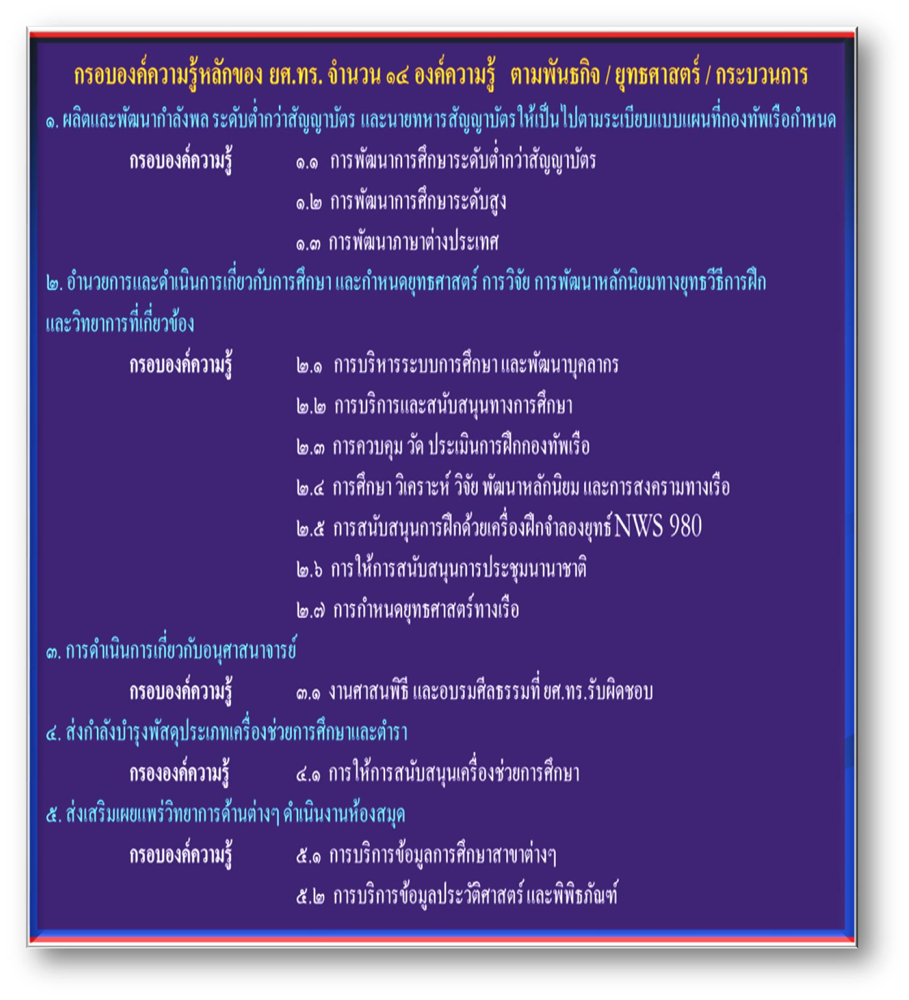 กรอบองค์ความรู้หลักของ ยศ.ทร. จำนวน ๑๔ องค์ความรู้ ตามพันธกิจ / ยุทธศาสตร์ / กระบวนการ
๑. ผลิตและพัฒนากำลังพล ระดับต่ำกว่าสัญญาบัตร และนายทหารสัญญาบัตรให้เป็นไปตามระเบียบแบบแผนที่กองทัพเรือกำหนด
กรอบองค์ความรู้ ๑.๑ การพัฒนาการศึกษาระดับต่ำกว่าสัญญาบัตร
๑.๒ การพัฒนาการศึกษาระดับสูง
๑.๓ การพัฒนาภาษาต่างประเทศ
๒. อำนวยการและดำเนินการเกี่ยวกับการศึกษา และกำหนดยุทธศาสตร์ การวิจัย การพัฒนาหลักนิยมทางยุทธวีธีการฝึก
และวิทยาการที่เกี่ยวข้อง
กรอบองค์ความรู้ ๒.๑ การบริหารระบบการศึกษา และพัฒนาบุคลากร
๒.๒ การบริการและสนับสนุนทางการศึกษา
๒.๓ การควบคุม วัด ประเมินการฝึกกองทัพเรือ
๒.๔ การศึกษา วิเคราะห์ วิจัย พัฒนาหลักนิยม และการสงครามทางเรือ
๒.๕ การสนับสนุนการฝึกด้วยเครื่องฝึกจำลองยุทธ์ NWS 980
๒.๖ การให้การสนับสนุนการประชุมนานาชาติ
๒.๗ การกำหนดยุทธศาสตร์ทางเรือ
๓. การดำเนินการเกี่ยวกับอนุศาสนาจารย์
กรอบองค์ความรู้ ๓.๑ งานศาสนพิธี และอบรมศีลธรรมที่ ยศ.ทร.รับผิดชอบ
๔. ส่งกำลังบำรุงพัสดุประเภทเครื่องช่วยการศึกษาและตำรา
กรององค์ความรู้ ๔.๑ การให้การสนับสนุนเครื่องช่วยการศึกษา
๕. ส่งเสริมเผยแพร่วิทยาการด้านต่างๆ ดำเนินงานห้องสมุด
กรอบองค์ความรู้ ๕.๑ การบริการข้อมูลการศึกษาสาขาต่างๆ
๕.๒ การบริการข้อมูลประวัติศาสตร์ และพิพิธภัณฑ์